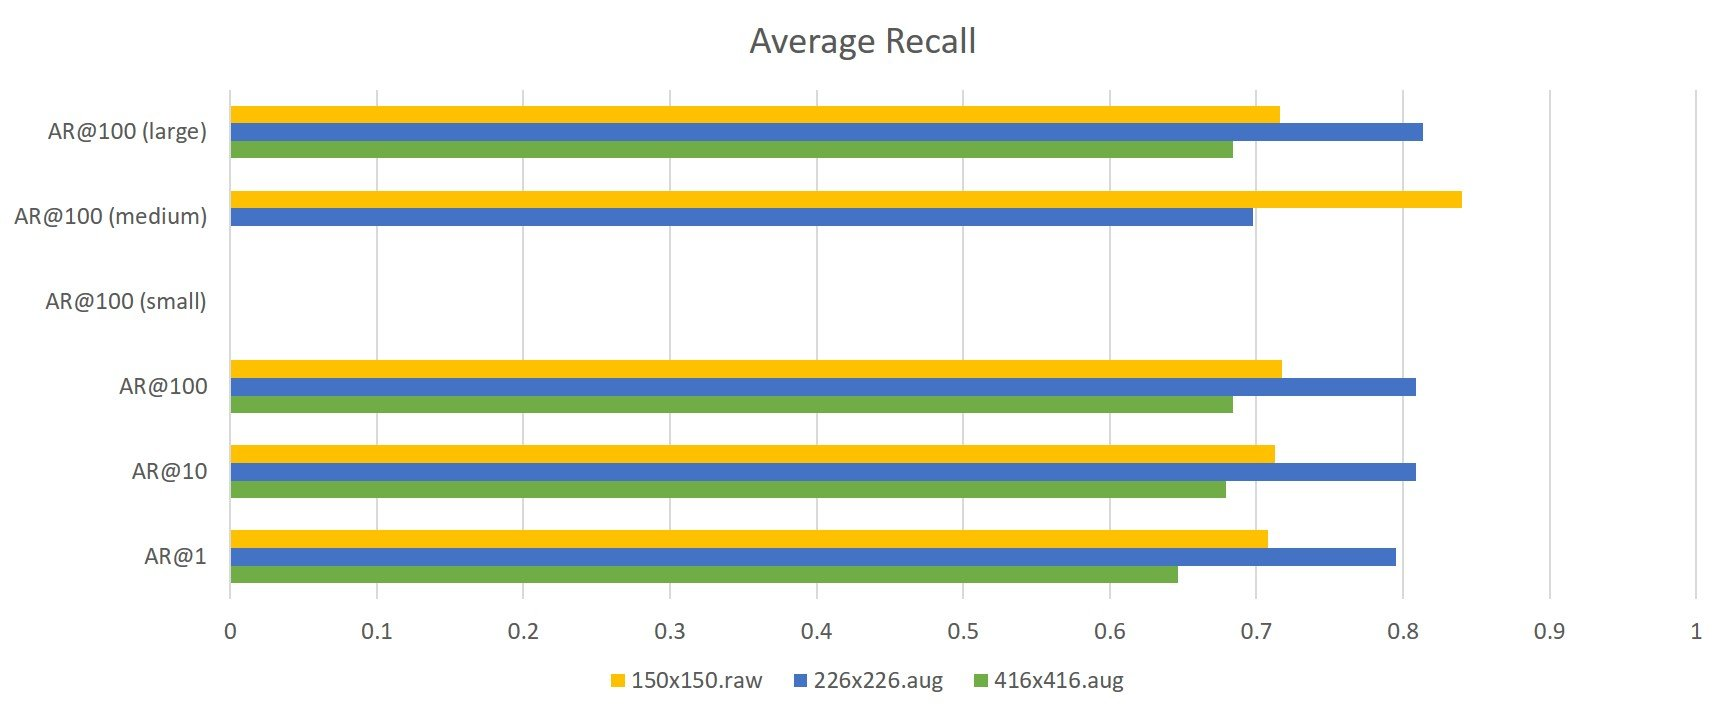 Average Recall
AR@100 (large)
AR@100 (medium)
AR@100 (small)
AR@100
AR@10
AR@1
0 0.1 0.2 0.3 0.4 0.5 0.6 0.7 0.8 0.9 1
150x150.raw 226x226.aug 416x416.aug